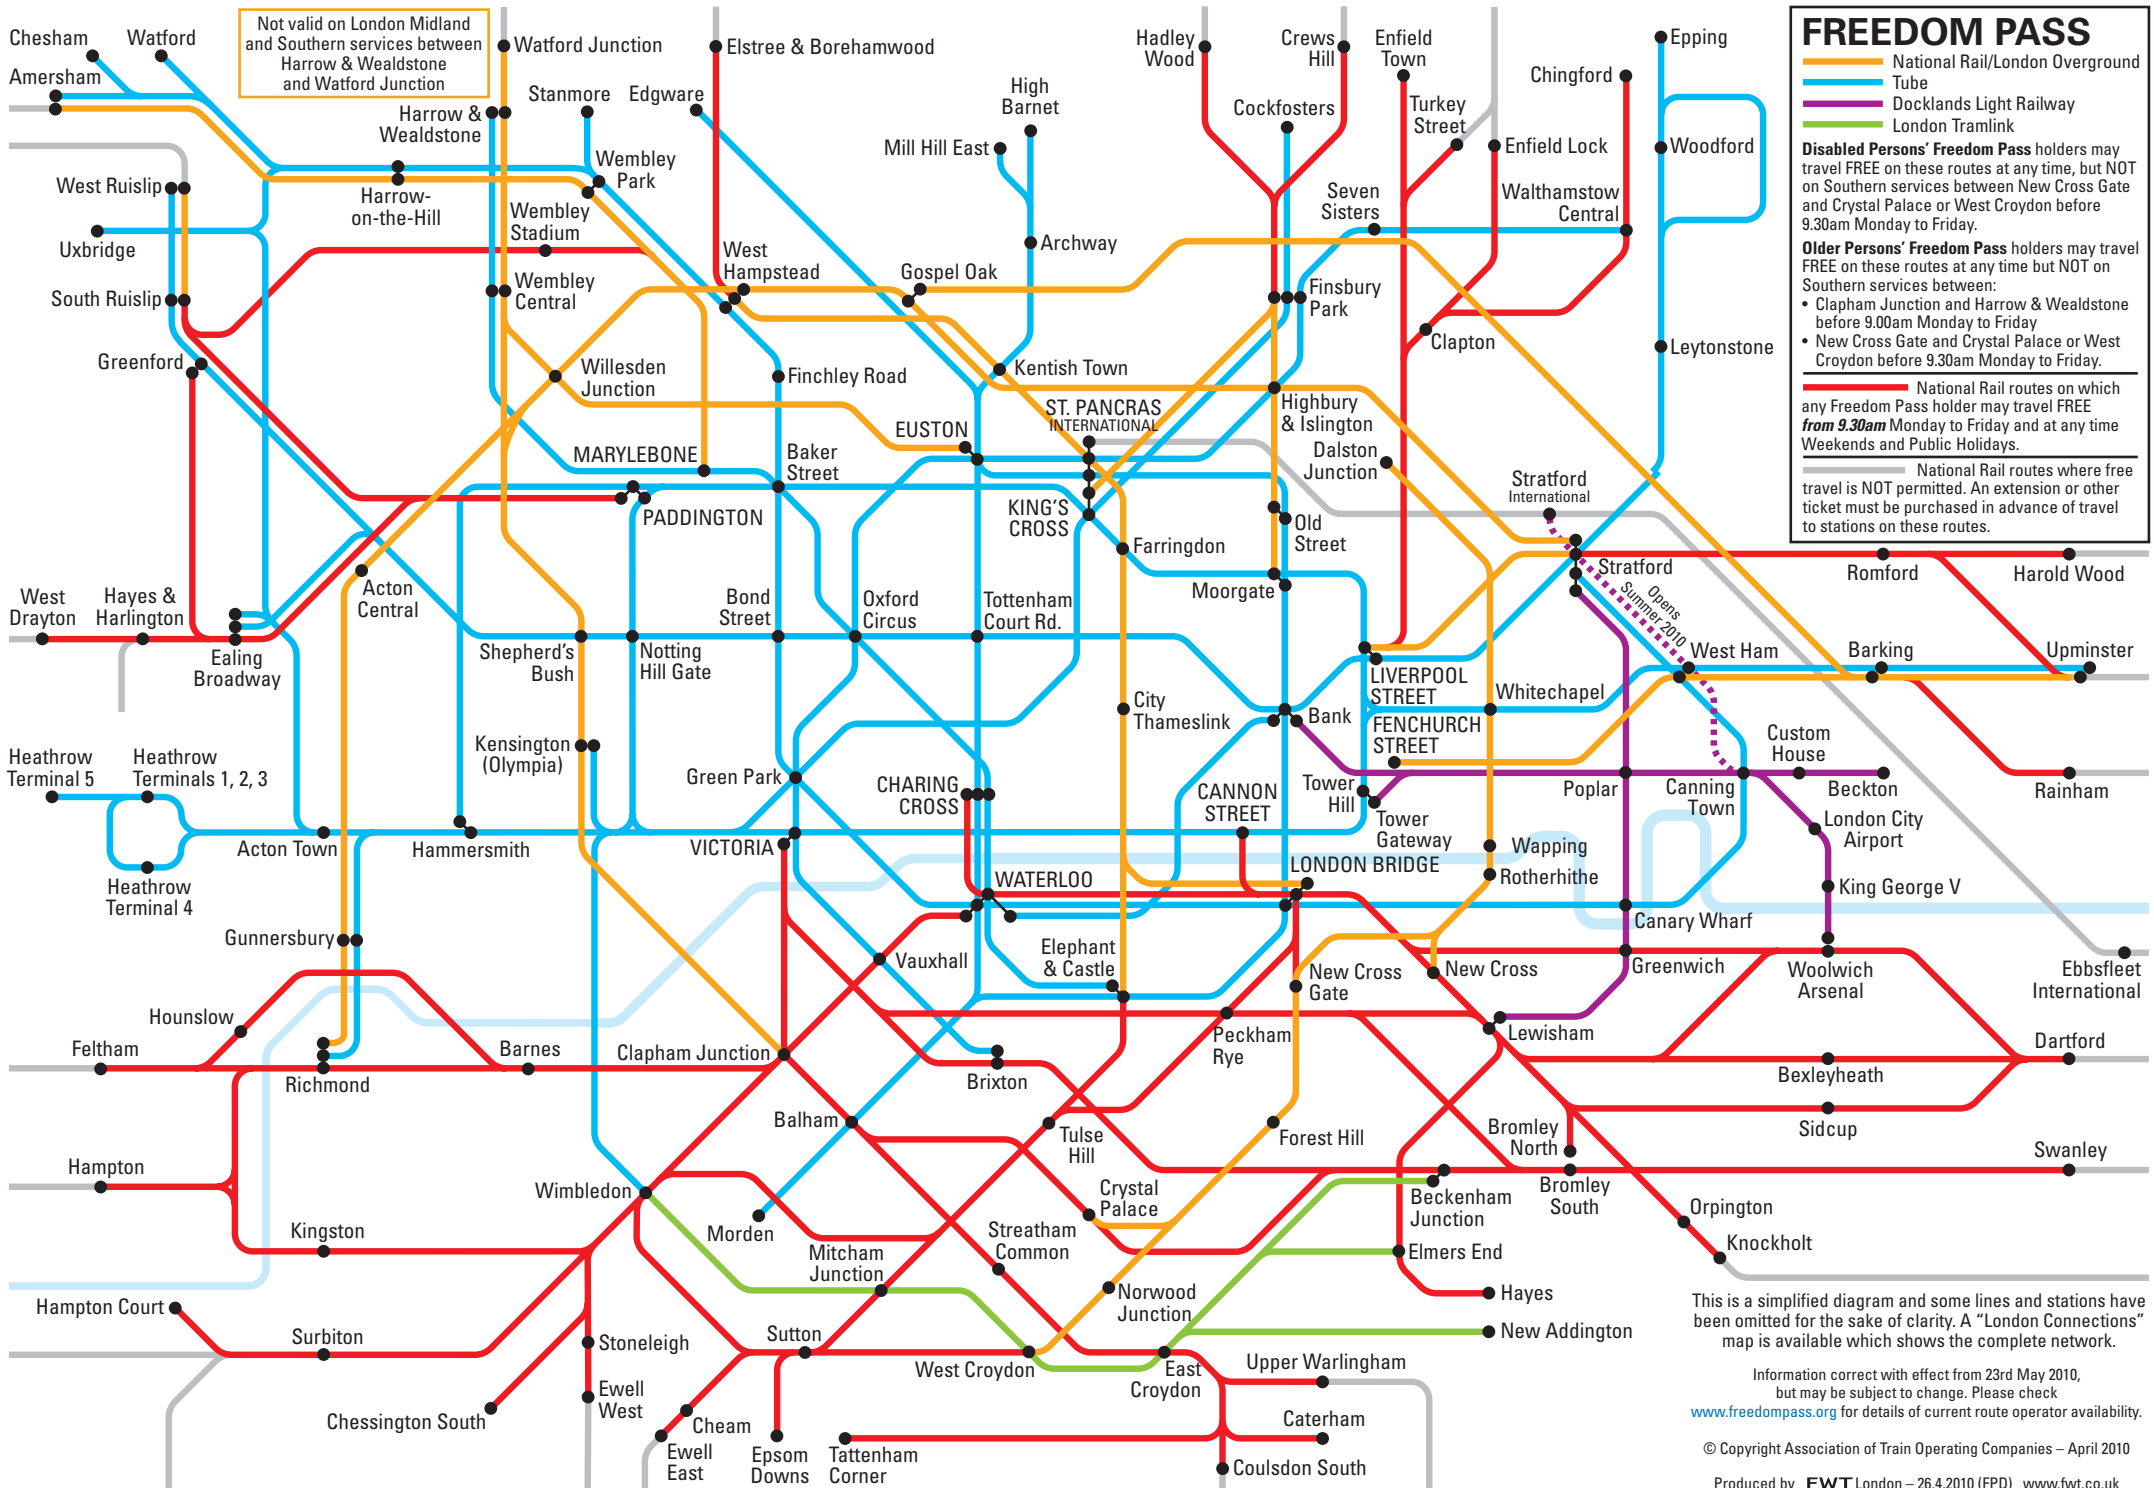 Not valid on London Midland
and Southern services between
Harrow & Wealdstone
and Watford Junction
Chesham
Watford
Amersham
Watford Junction
Elstree & Borehamwood
Hadley
Wood
Crews
Hill
Enfield
Town
Epping
Chingford
High
Barnet
Stanmore
Edgware
Harrow &
Wealdstone
Cockfosters
Turkey
Street
Mill Hill East
Enfield Lock
Woodford
Wembley
Park
West Ruislip
Harrow-
on-the-Hill
Wembley
Stadium
Seven
Sisters
Walthamstow
Central
Uxbridge
Archway
West
Hampstead
Gospel Oak
South Ruislip
Wembley
Central
Finsbury
Park
Greenford
Willesden
Junction
Finchley Road
Kentish Town
Clapton
Leytonstone
ST. PANCRAS
INTERNATIONAL
Highbury
& Islington
EUSTON
MARYLEBONE
Baker
Street
Dalston
Junction
Stratford
International
PADDINGTON
KING'S
CROSS
Old
Street
Farringdon
Stratford
Romford
Harold Wood
Opens
Summer 2010
Acton
Central
West
Drayton
Hayes &
Harlington
Bond
Street
Oxford
Circus
Tottenham
Court Rd.
Moorgate
Ealing
Broadway
Shepherd's
Bush
Notting
Hill Gate
LIVERPOOL
STREET
West Ham
Barking
Upminster
City
Thameslink
Bank
Whitechapel
FENCHURCH
STREET
Custom
House
Heathrow
Terminal 5
Heathrow
Terminals 1, 2, 3
Kensington
(Olympia)
Green Park
CHARING
CROSS
CANNON
STREET
Tower
Hill
Tower
Gateway
Poplar
Canning
Town
Beckton
Rainham
London City
Airport
Acton Town
Hammersmith
VICTORIA
Heathrow
Terminal 4
WATERLOO
LONDON BRIDGE
Wapping
Rotherhithe
King George V
Canary Wharf
Gunnersbury
Vauxhall
Elephant
& Castle
New Cross
Gate
New Cross
Greenwich
Woolwich
Arsenal
Ebbsfleet
International
Hounslow
Peckham
Rye
Lewisham
Feltham
Richmond
Barnes
Clapham Junction
Brixton
Bexleyheath
Dartford
Balham
Tulse
Hill
Forest Hill
Bromley
North
Sidcup
Hampton
Wimbledon
Morden
Crystal
Palace
Beckenham
Junction
Bromley
South
Swanley
Kingston
Mitcham
Junction
Streatham
Common
Elmers End
Orpington
Knockholt
Hampton Court
Norwood
Junction
Hayes
Surbiton
Stoneleigh
Sutton
West Croydon
East
Croydon
New Addington
Upper Warlingham
Chessington South
Ewell
West
Cheam
Ewell
East
Epsom
Downs
Tattenham
Corner
Caterham
Coulsdon South
FREEDOM PASS
National Rail/London Overground
Tube
Docklands Light Railway
London Tramlink
Disabled Persons' Freedom Pass holders may
travel FREE on these routes at any time, but NOT
on Southern services between New Cross Gate
and Crystal Palace or West Croydon before
9.30am Monday to Friday.
Older Persons' Freedom Pass holders may travel
FREE on these routes at any time but NOT on
Southern services between:
• Clapham Junction and Harrow & Wealdstone
before 9.00am Monday to Friday
• New Cross Gate and Crystal Palace or West
Croydon before 9.30am Monday to Friday.
National Rail routes on which
any Freedom Pass holder may travel FREE
from 9.30am Monday to Friday and at any time
Weekends and Public Holidays.
National Rail routes where free
travel is NOT permitted. An extension or other
ticket must be purchased in advance of travel
to stations on these routes.
This is a simplified diagram and some lines and stations have
been omitted for the sake of clarity. A “London Connections”
map is available which shows the complete network.
Information correct with effect from 23rd May 2010,
but may be subject to change. Please check
www.freedompass.org for details of current route operator availability.
© Copyright Association of Train Operating Companies – April 2010
Produced by FWT London – 26.4.2010 (FPD) www.fwt.co.uk